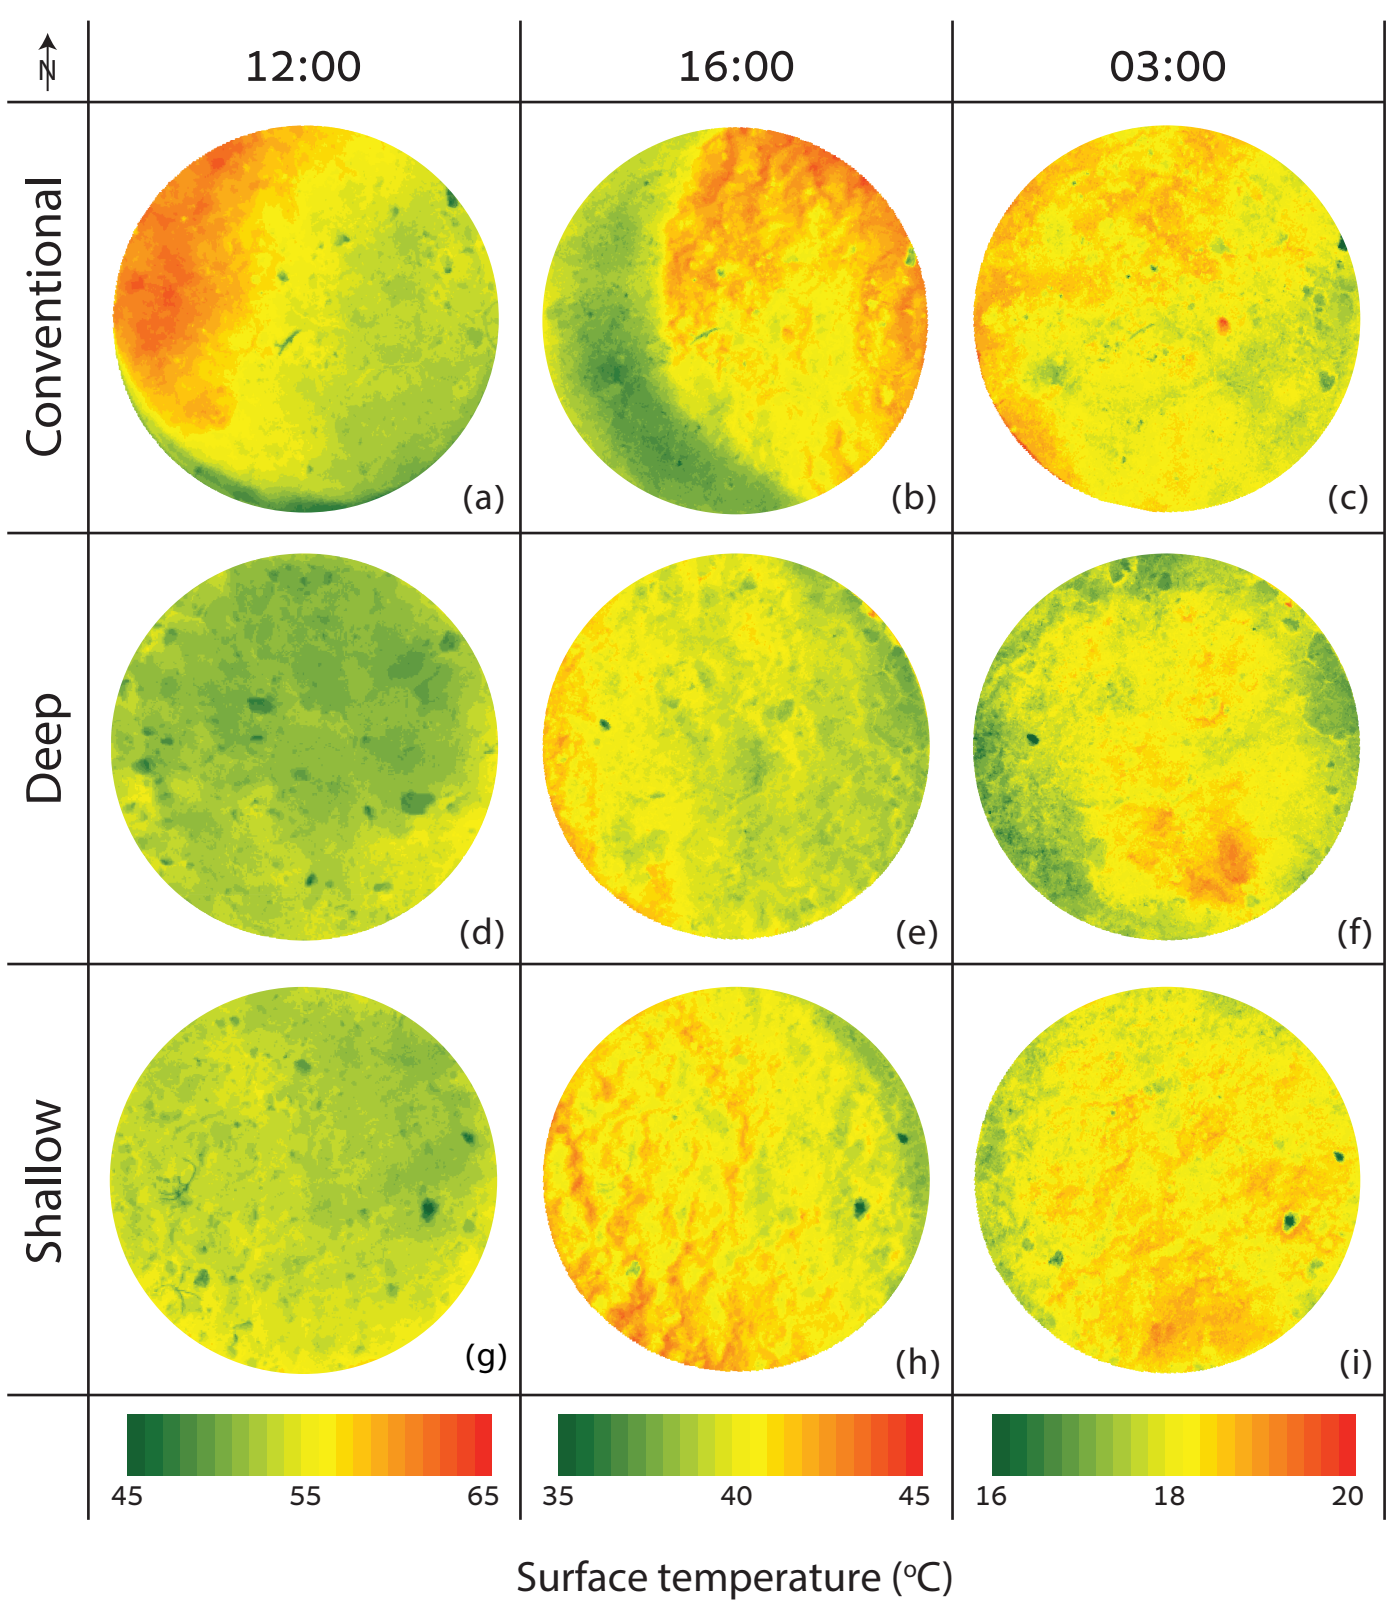 N
12:00
16:00
03:00
Conventional
(a)
(b)
(c)
Deep
(d)
(e)
(f)
Shallow
(g)
(h)
(i)
45 55 65
35 40 45
16 18 20
Surface temperature (ºC)